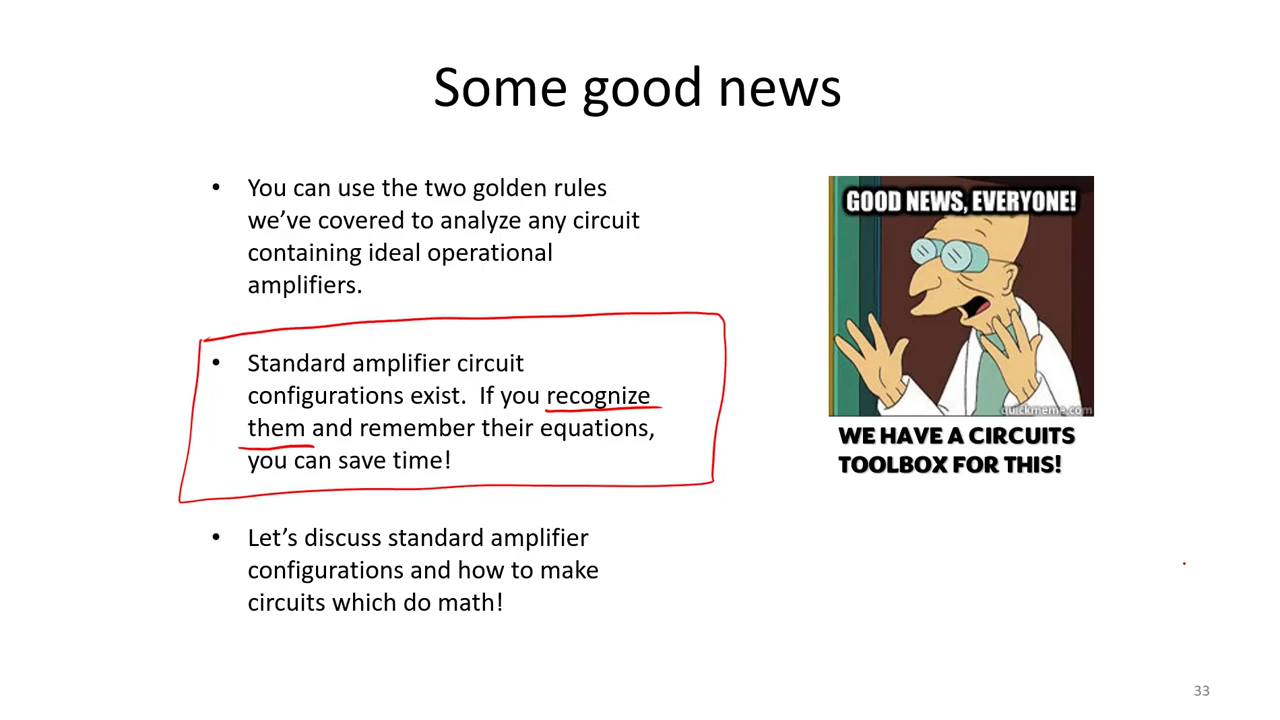 Some good news
• You can use the two golden rules
we’ve covered to analyze any circuit
containing ideal operational
amplifiers.
• Standard amplifier circuit
configurations exist.  If you recognize
them and remember their equations,
you can save time!
• Let’s discuss standard amplifier
configurations and how to make
circuits which do math!
GOOD NEWS, EVERYONE!
quickmeme.com
WE HAVE A CIRCUITS
TOOLBOX FOR THIS!
33